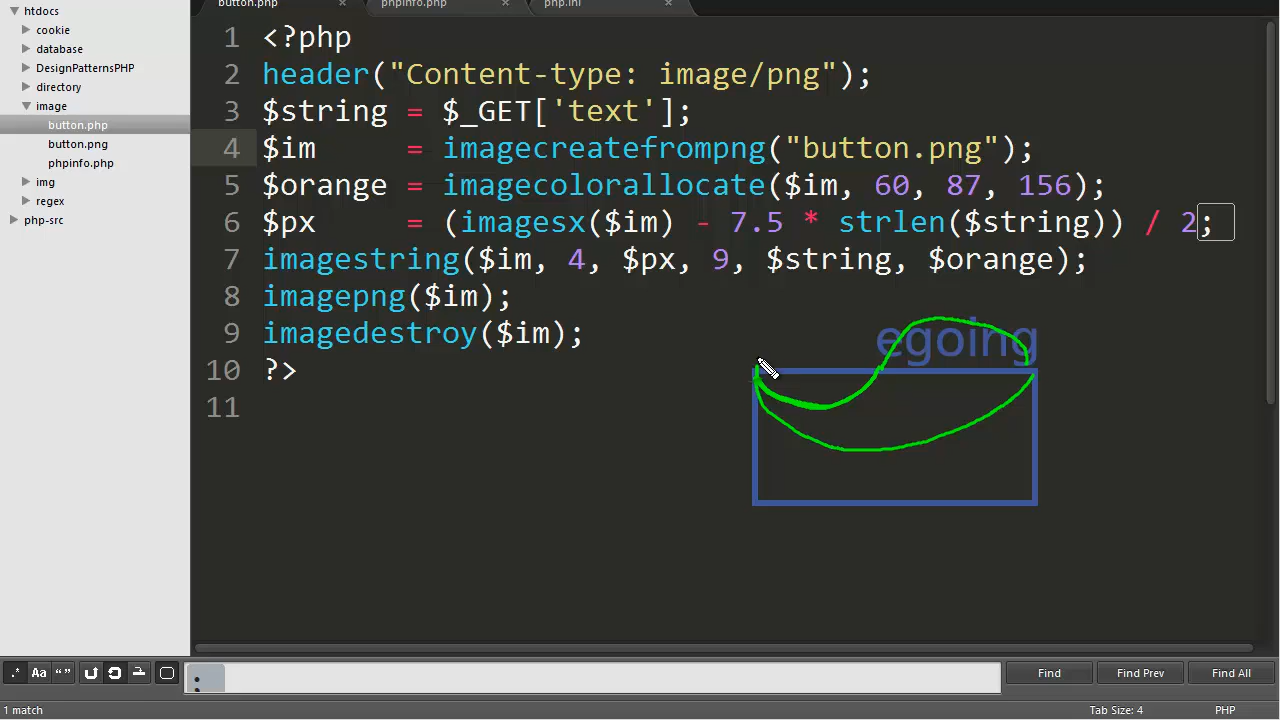 htdocs
cookie
database
DesignPatternsPHP
directory
image
button.php
button.png
phpinfo.php
img
regex
php-src
button.php × phpinfo.php × php.ini ×
1 <?php
2 header("Content-type: image/png");
3 $string = $_GET['text'];
4 $im = imagecreatefrompng("button.png");
5 $orange = imagecolorallocate($im, 60, 87, 156);
6 $px = (imagesx($im) - 7.5 * strlen($string)) / 2;
7 imagestring($im, 4, $px, 9, $string, $orange);
8 imagepng($im);
9 imagedestroy($im);
10 ?>
11
egoing
.* Aa “” ; Find Find Prev Find All
1 match Tab Size: 4 PHP